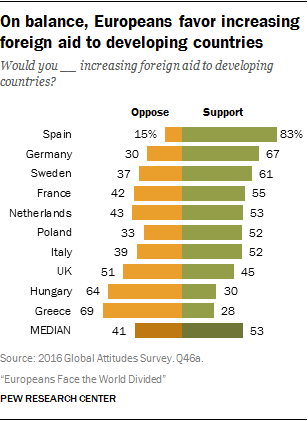 On balance, Europeans favor increasing
foreign aid to developing countries
Would you __ increasing foreign aid to developing
countries?
Oppose Support
Spain 15% 83%
Germany 30 67
Sweden 37 61
France 42 55
Netherlands 43 53
Poland 33 52
Italy 39 52
UK 51 45
Hungary 64 30
Greece 69 28
MEDIAN 41 53
Source: 2016 Global Attitudes Survey. Q46a.
“Europeans Face the World Divided”
PEW RESEARCH CENTER